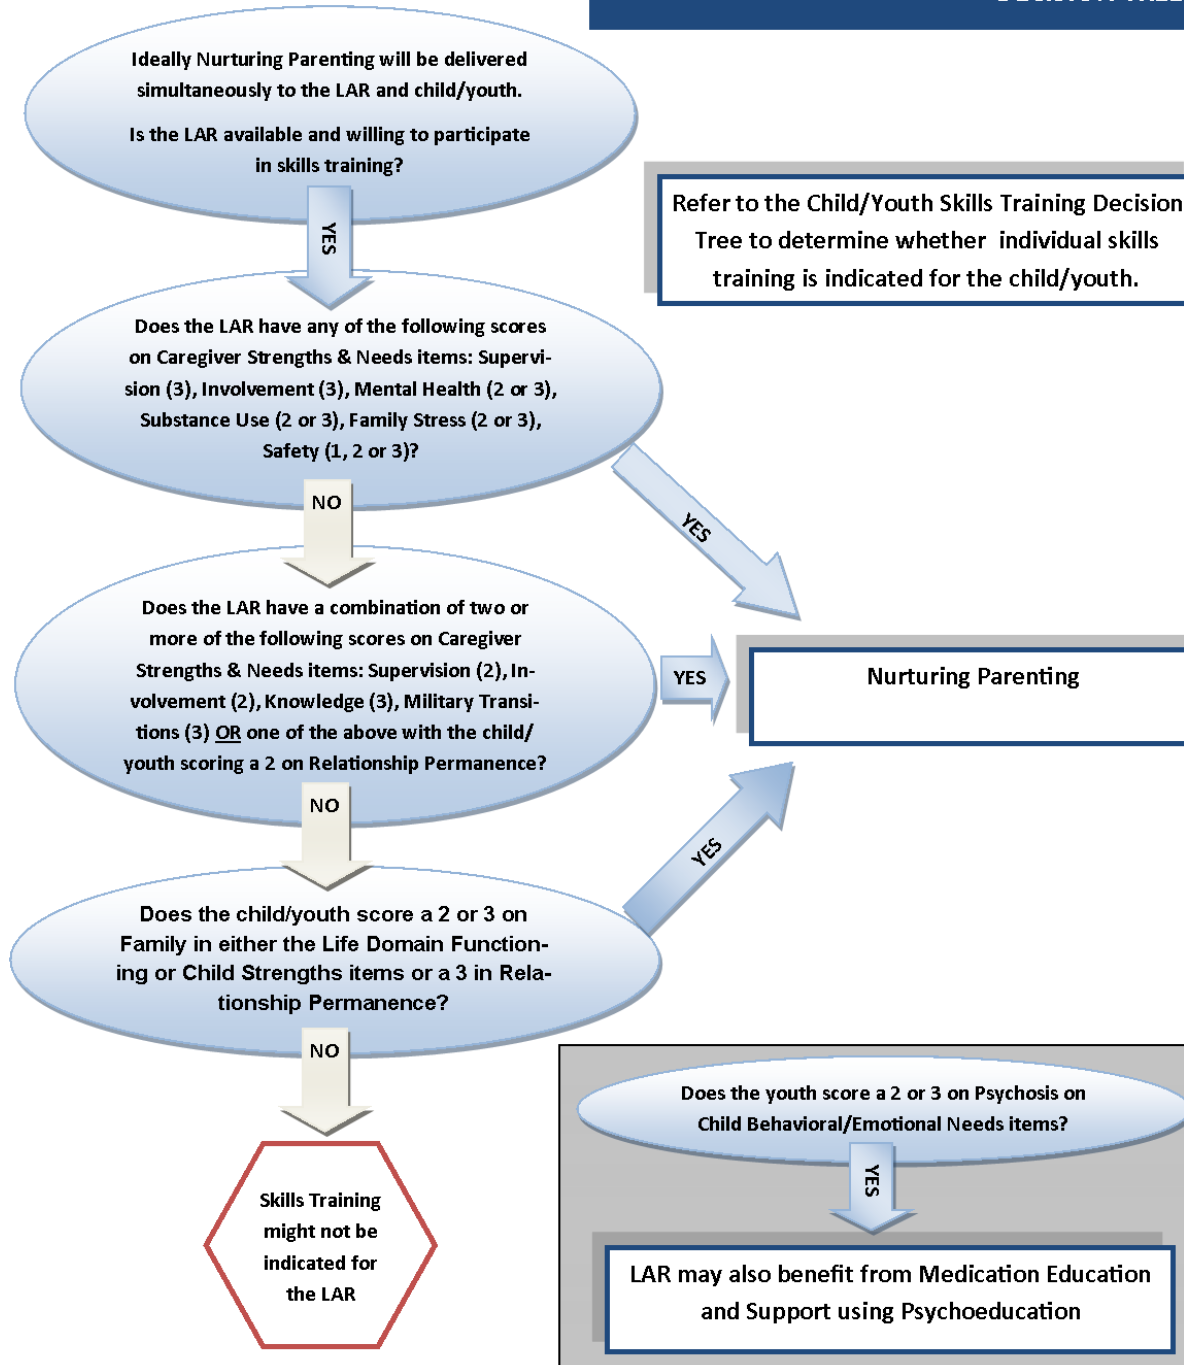 Ideally Nurturing Parenting will be delivered
simultaneously to the LAR and child/youth.
Is the LAR available and willing to participate
in skills training?
YES
Refer to the Child/Youth Skills Training Decision
Tree to determine whether individual skills
training is indicated for the child/youth.
Does the LAR have any of the following scores
on Caregiver Strengths & Needs items: Supervi-
sion (3), Involvement (3), Mental Health (2 or 3),
Substance Use (2 or 3), Family Stress (2 or 3),
Safety (1, 2 or 3)?
NO
YES
Does the LAR have a combination of two or
more of the following scores on Caregiver
Strengths & Needs items: Supervision (2), In-
volvement (2), Knowledge (3), Military Transi-
tions (3) OR one of the above with the child/
youth scoring a 2 on Relationship Permanence?
YES
Nurturing Parenting
NO
YES
Does the child/youth score a 2 or 3 on
Family in either the Life Domain Function-
ing or Child Strengths items or a 3 in Rela-
tionship Permanence?
NO
Skills Training
might not be
indicated for
the LAR
Does the youth score a 2 or 3 on Psychosis on
Child Behavioral/Emotional Needs items?
YES
LAR may also benefit from Medication Education
and Support using Psychoeducation